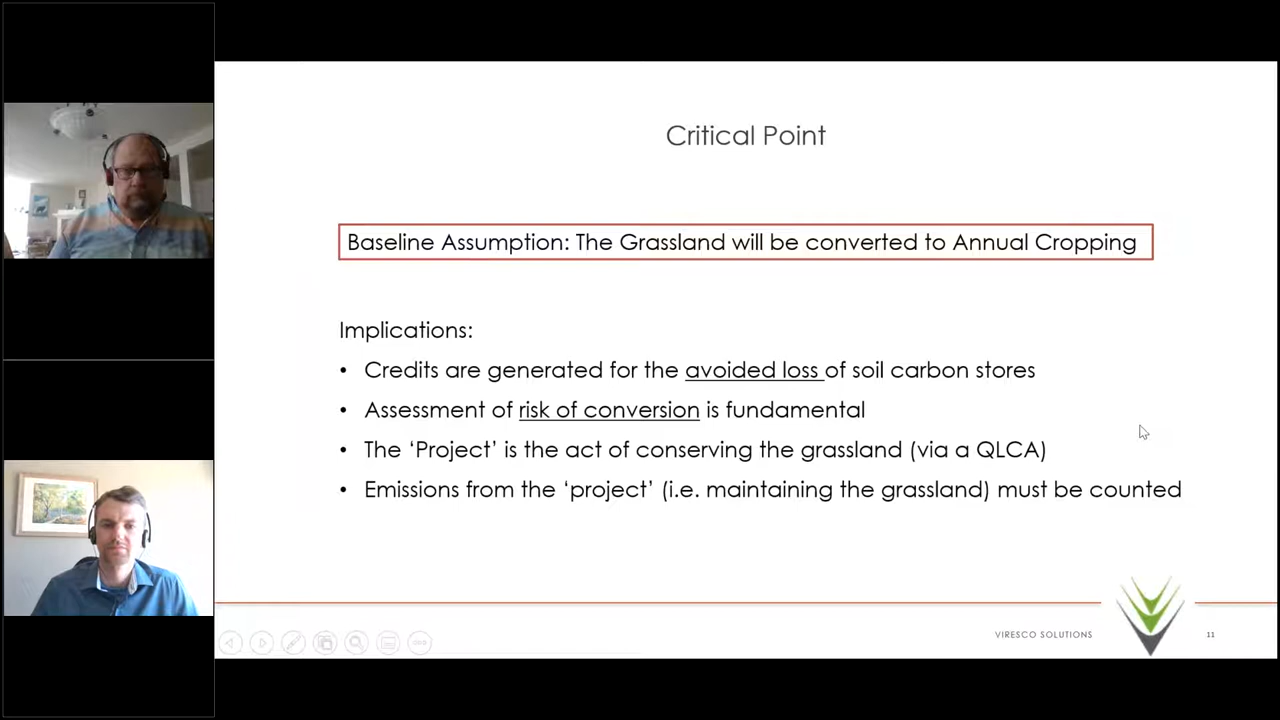 Critical Point
Baseline Assumption: The Grassland will be converted to Annual Cropping
Implications:
• Credits are generated for the avoided loss of soil carbon stores
• Assessment of risk of conversion is fundamental
• The ‘Project’ is the act of conserving the grassland (via a QLCA)
• Emissions from the ‘project’ (i.e. maintaining the grassland) must be counted
VIRESCO SOLUTIONS
11